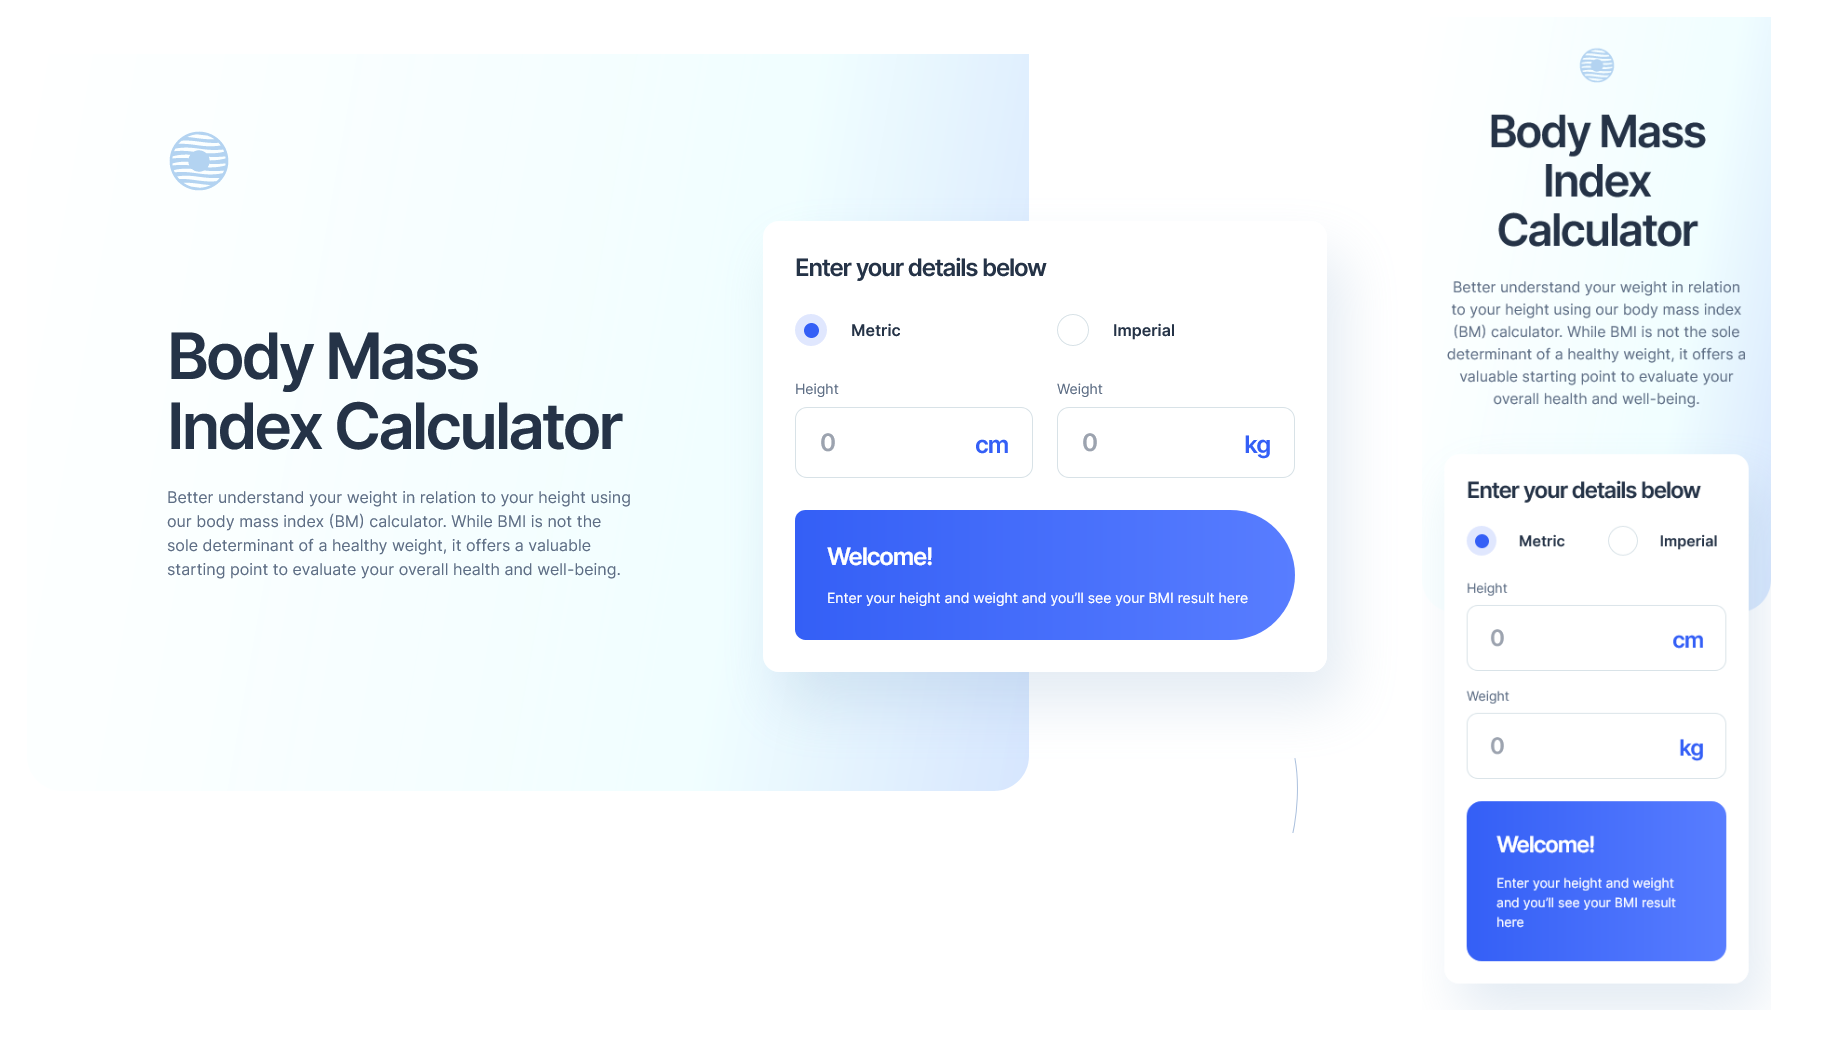 Body Mass
Index Calculator
Better understand your weight in relation to your height using
our body mass index (BM) calculator. While BMI is not the
sole determinant of a healthy weight, it offers a valuable
starting point to evaluate your overall health and well-being.
Enter your details below
Metric
Imperial
Height
Weight
0
cm
0
kg
Welcome!
Enter your height and weight and you’ll see your BMI result here
Body Mass
Index
Calculator
Better understand your weight in relation
to your height using our body mass index
(BM) calculator. While BMI is not the sole
determinant of a healthy weight, it offers a
valuable starting point to evaluate your
overall health and well-being.
Enter your details below
Metric
Imperial
Height
0
cm
Weight
0
kg
Welcome!
Enter your height and weight
and you’ll see your BMI result
here